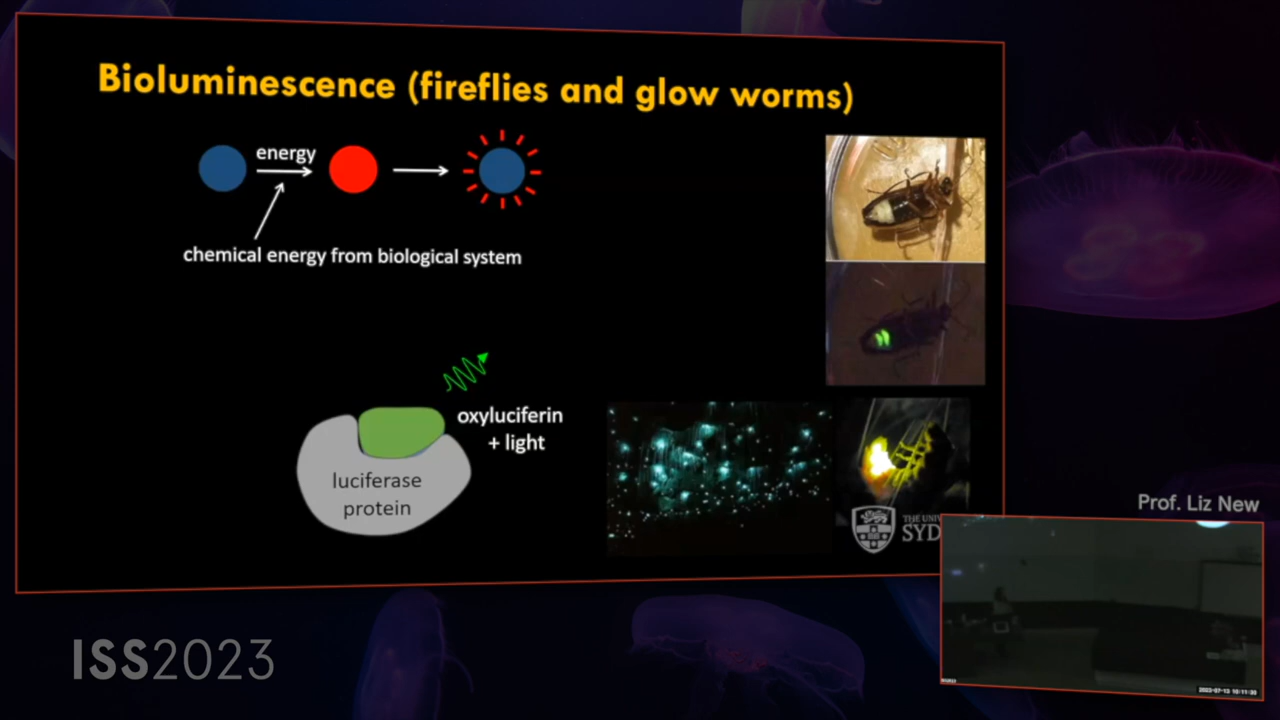 Bioluminescence (fireflies and glow worms)
energy
chemical energy from biological system
oxyluciferin
+ light
luciferase
protein
THE UNIV
SYD
Prof. Liz New
ISS2023